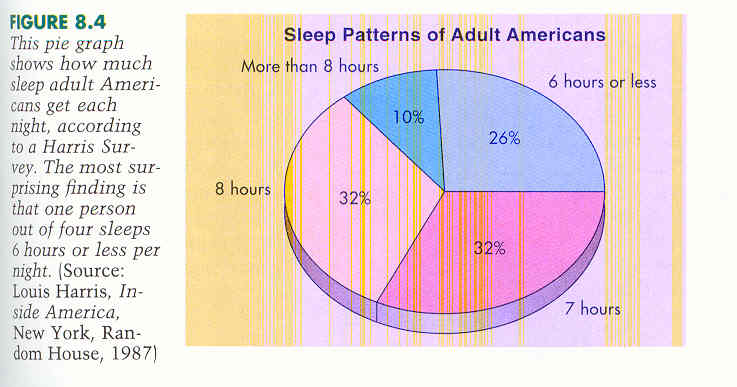 FIGURE 8.4
This pie graph
shows how much
sleep adult Ameri-
cans get each
night, according
to a Harris Sur-
vey. The most sur-
prising finding is
that one person
out of four sleeps
6 hours or less per
night. (Source:
Louis Harris, In-
side America,
New York, Ran-
dom House, 1987)
Sleep Patterns of Adult Americans
More than 8 hours
6 hours or less
10%
26%
8 hours
32%
32%
7 hours